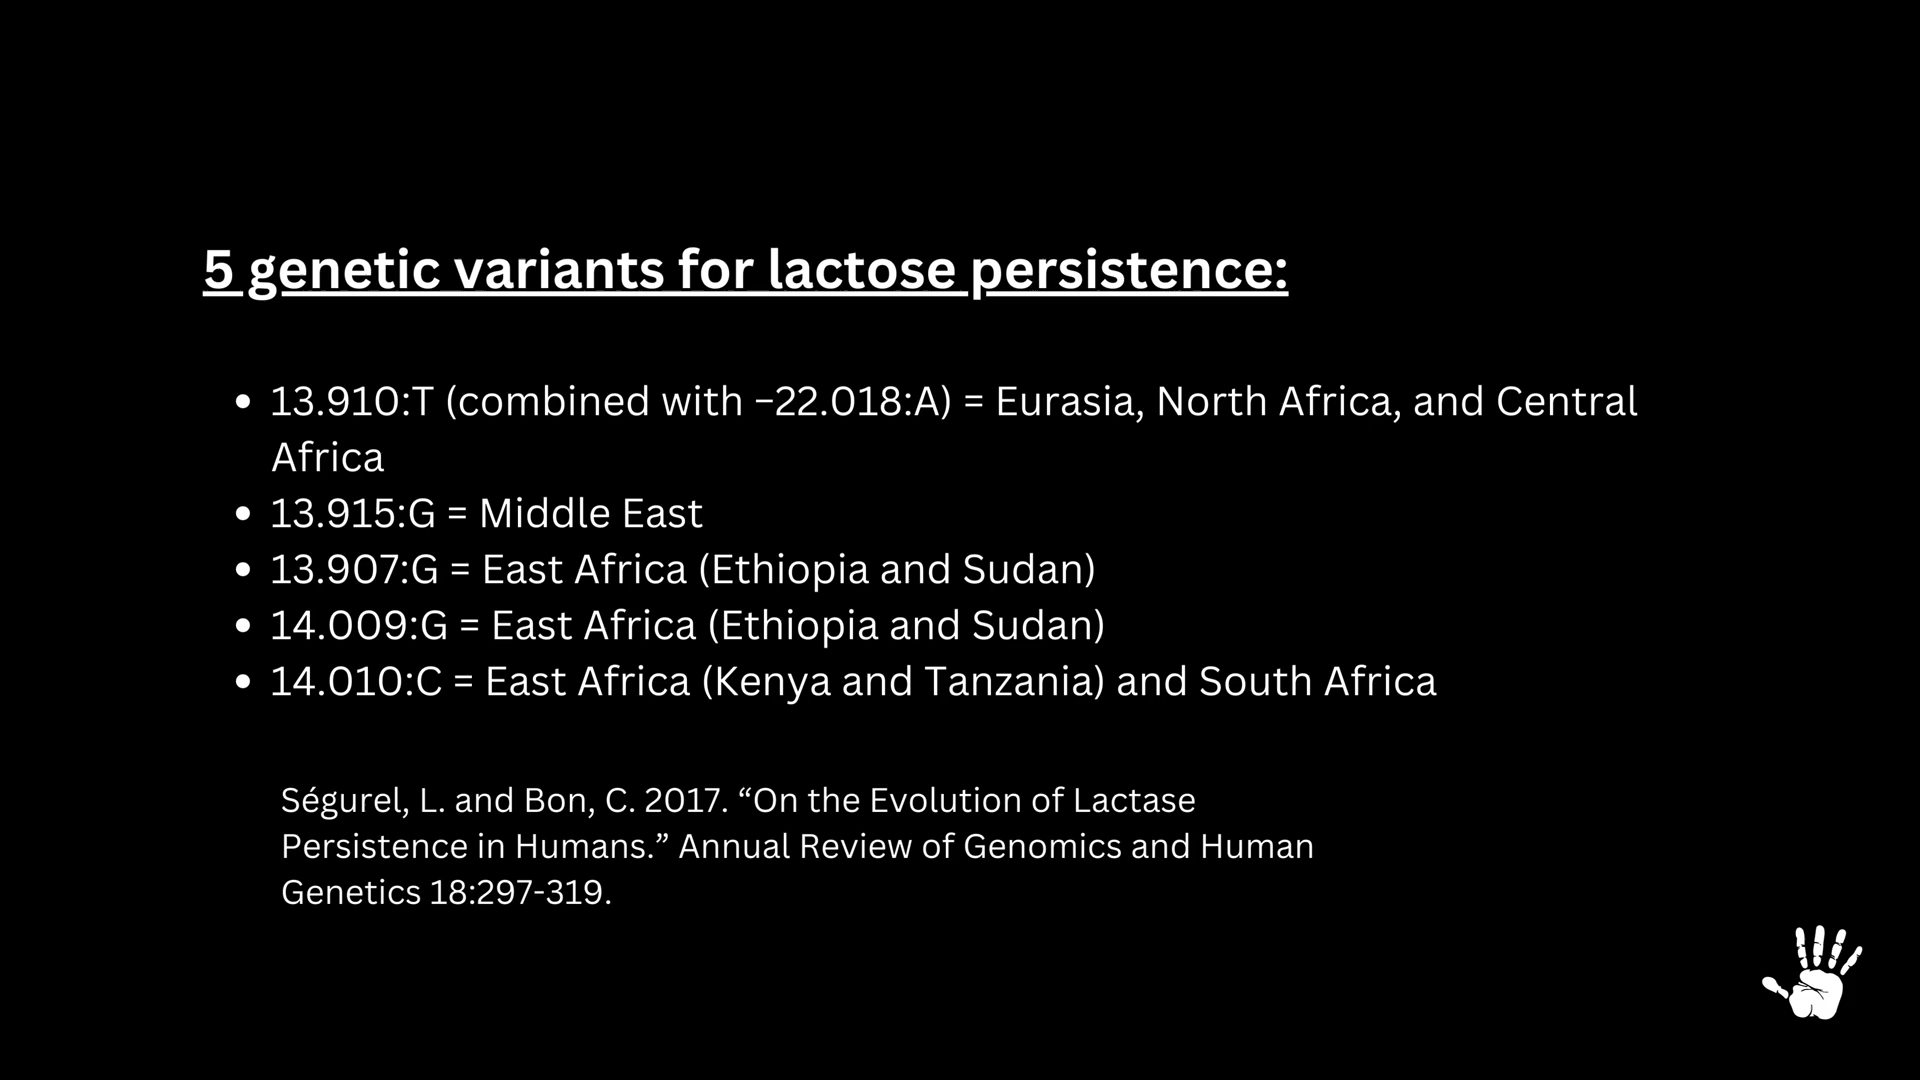 5 genetic variants for lactose persistence:
• 13.910:T (combined with −22.018:A) = Eurasia, North Africa, and Central
Africa
• 13.915:G = Middle East
• 13.907:G = East Africa (Ethiopia and Sudan)
• 14.009:G = East Africa (Ethiopia and Sudan)
• 14.010:C = East Africa (Kenya and Tanzania) and South Africa
Ségurel, L. and Bon, C. 2017. “On the Evolution of Lactase
Persistence in Humans.” Annual Review of Genomics and Human
Genetics 18:297-319.